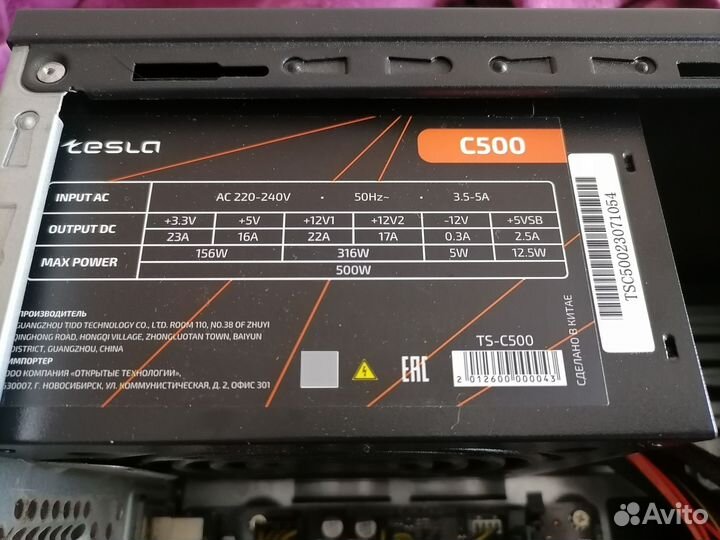 tesla
C500
INPUT AC AC 220-240V • 50Hz~ • 3.5-5A
OUTPUT DC +3.3V +5V +12V1 +12V2 -12V +5VSB
23A 16A 22A 17A 0.3A 2.5A
MAX POWER 156W 316W 5W 12.5W
500W
ПРОИЗВОДИТЕЛЬ
GUANGZHOU TIDO TECHNOLOGY CO., LTD. ROOM 110, NO.38 OF ZHUYI
QINGHONG ROAD, HONGQI VILLAGE, ZHONGLUOTAN TOWN, BAIYUN
DISTRICT, GUANGZHOU, CHINA
ИМПОРТЕР
ООО КОМПАНИЯ «ОТКРЫТЫЕ ТЕХНОЛОГИИ»,
630007, Г. НОВОСИБИРСК, УЛ. КОММУНИСТИЧЕСКАЯ, Д. 2, ОФИС 301
EAC
TS-C500
2 012600 000043
СДЕЛАНО В КИТАЕ
TSC50023071054
Avito